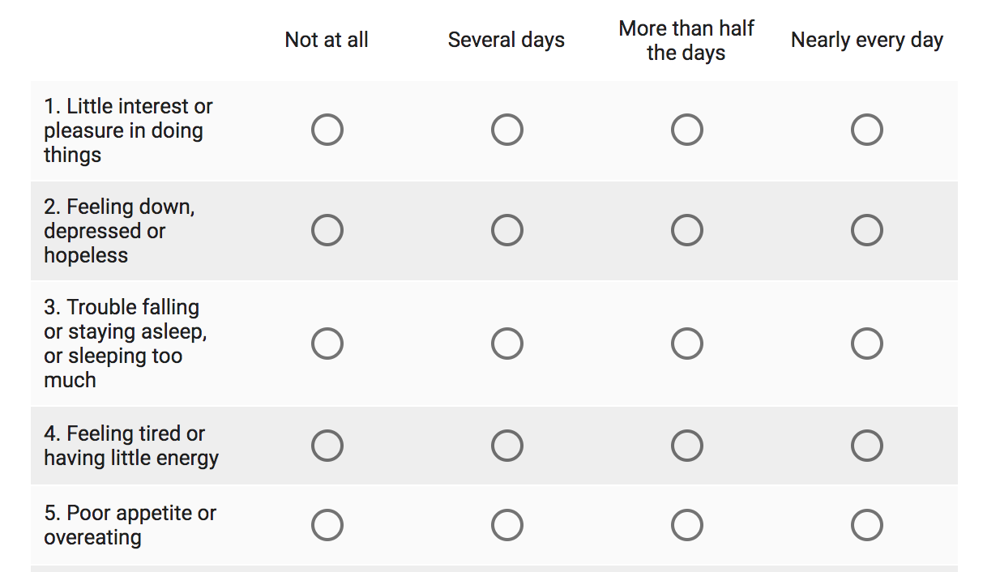 Not at all
Several days
More than half
the days
Nearly every day
1. Little interest or
pleasure in doing
things
2. Feeling down,
depressed or
hopeless
3. Trouble falling
or staying asleep,
or sleeping too
much
4. Feeling tired or
having little energy
5. Poor appetite or
overeating